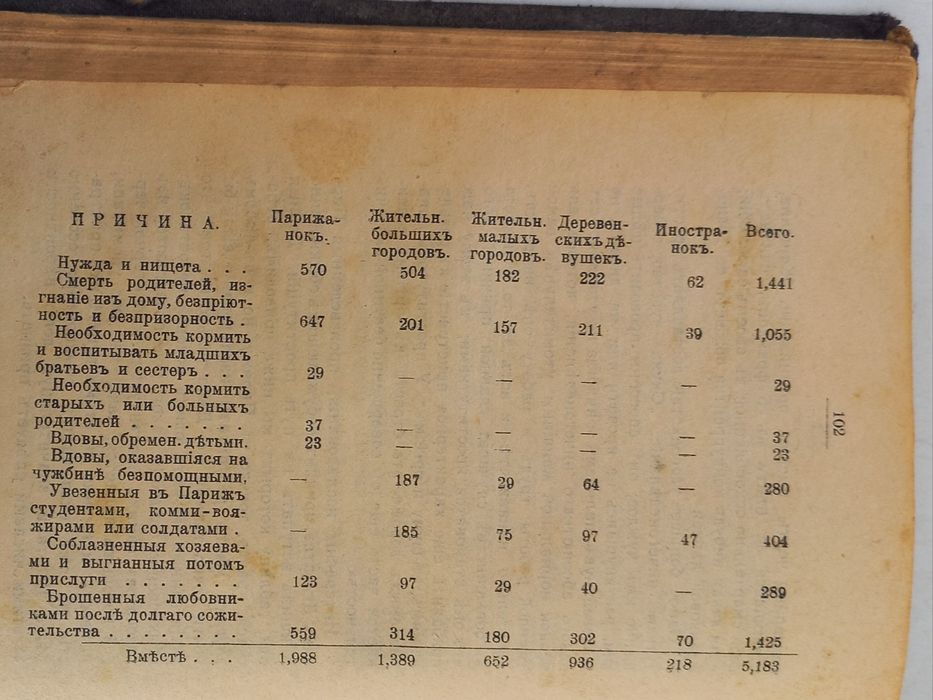 ПРИЧИНА. Парижа- Жительн. Жительн. Деревен- Иностра- Всего.
нокъ. большихъ малыхъ скихъ дѣ- нокъ.
городовъ. городовъ. вушекъ.
Нужда и нищета . . . 570 504 182 222 62 1,441
Смерть родителей, из-
гнаніе изъ дому, безпріют-
ность и безпризорность . 647 201 157 211 39 1,055
Необходимость кормить
и воспитывать младшихъ
братьевъ и сестеръ . . . 29 — — — — 29
Необходимость кормить
старыхъ или больныхъ
родителей . . . . . . . 37 — — — — 37
Вдовы, обремен. дѣтьми. 23 — — — — 23
Вдовы, оказавшіяся на
чужбинѣ безпомощными. — 187 29 64 — 280
Увезенныя въ Парижъ
студентами, комми-воя-
жирами или солдатами . — 185 75 97 47 404
Соблазненныя хозяева-
ми и выгнанныя потомъ
прислуги . . . . . . . 123 97 29 40 — 289
Брошенныя любовни-
ками послѣ долгаго сожи-
тельства . . . . . . . . 559 314 180 302 70 1,425
Вмѣстѣ . . . 1,988 1,389 652 936 218 5,183
102